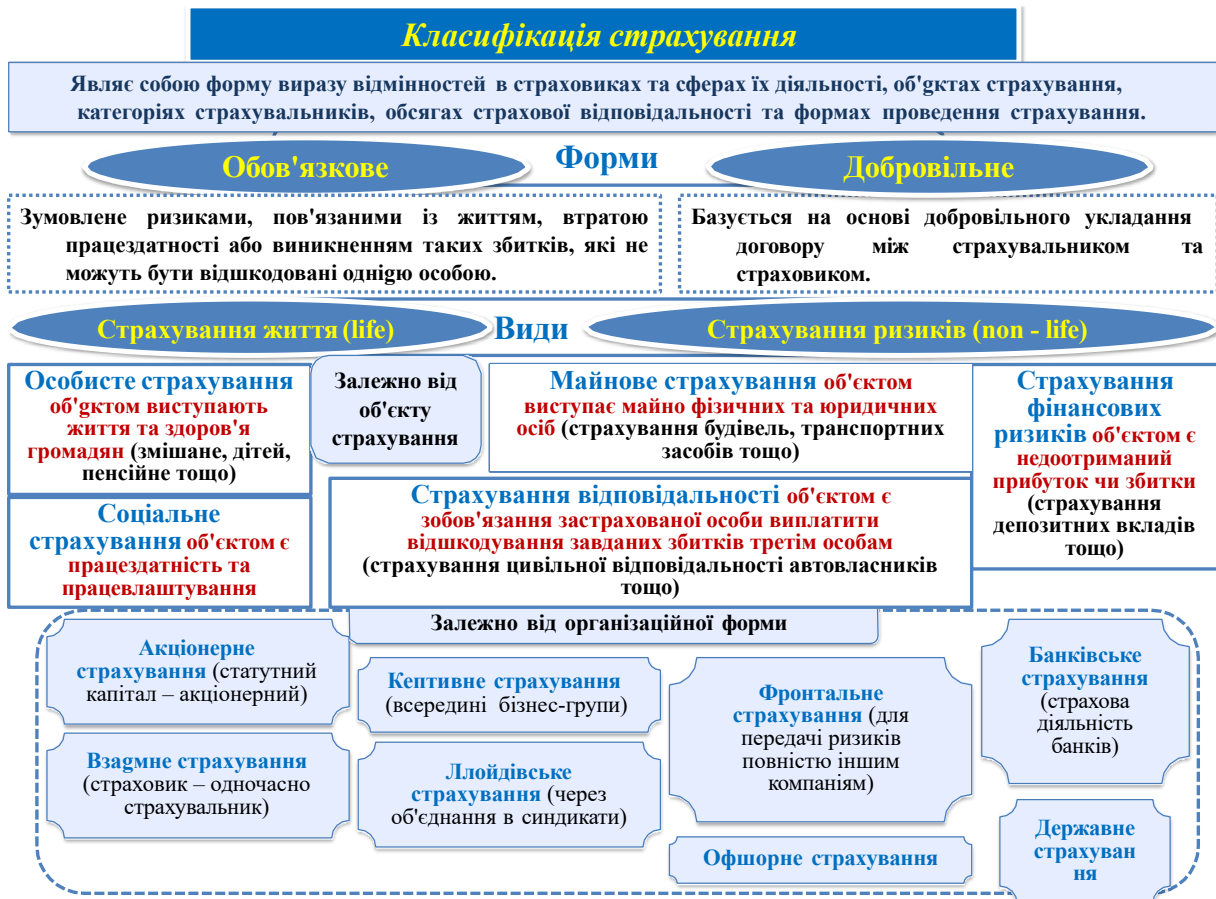 Класифікація страхування
Являє собою форму виразу відмінностей в страховиках та сферах їх діяльності, об'gктах страхування,
категоріях страхувальників, обсягах страхової відповідальності та формах проведення страхування.
Обов'язкове
Форми
Добровільне
Зумовлене ризиками, пов'язаними із життям, втратою
працездатності або виникненням таких збитків, які не
можуть бути відшкодовані однігю особою.
Базується на основі добровільного укладання
договору між страхувальником та
страховиком.
Страхування життя (life)
Види
Страхування ризиків (non - life)
Особисте страхування
об'gктом виступають
життя та здоров'я
громадян (змішане, дітей,
пенсійне тощо)
Залежно від
об'єкту
страхування
Майнове страхування об'єктом
виступає майно фізичних та юридичних
осіб (страхування будівель, транспортних
засобів тощо)
Страхування
фінансових
ризиків об'єктом є
недоотриманий
прибуток чи збитки
(страхування
депозитних вкладів
тощо)
Соціальне
страхування об'єктом є
працездатність та
працевлаштування
Страхування відповідальності об'єктом є
зобов'язання застрахованої особи виплатити
відшкодування завданих збитків третім особам
(страхування цивільної відповідальності автовласників
тощо)
Залежно від організаційної форми
Акціонерне
страхування (статутний
капітал – акціонерний)
Кептивне страхування
(всередині бізнес-групи)
Фронтальне
страхування (для
передачі ризиків
повністю іншим
компаніям)
Банківське
страхування
(страхова
діяльність
банків)
Взаgмне страхування
(страховик – одночасно
страхувальник)
Ллойдівське
страхування (через
об'єднання в синдикати)
Офшорне страхування
Державне
страхуван
ня